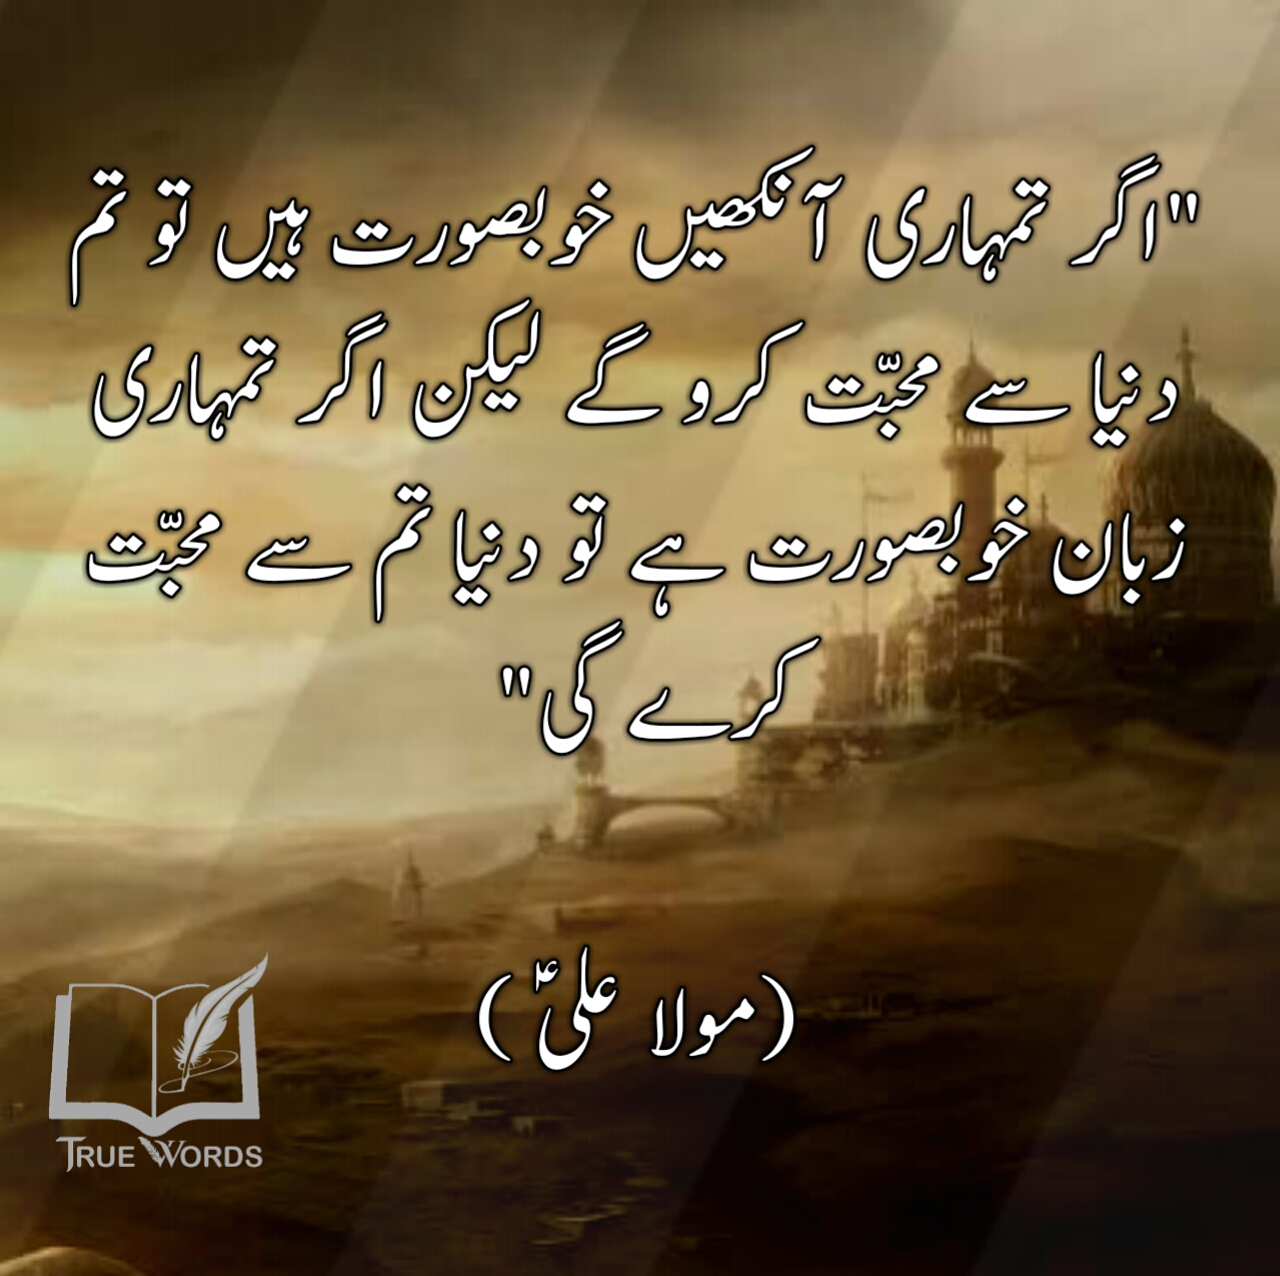 "اگر تمہاری آنکھیں خوبصورت ہیں تو تم
دنیا سے محبّت کرو گے لیکن اگر تمہاری
زبان خوبصورت ہے تو دنیا تم سے محبّت
کرے گی"
(مولا علیؑ)
TRUE WORDS